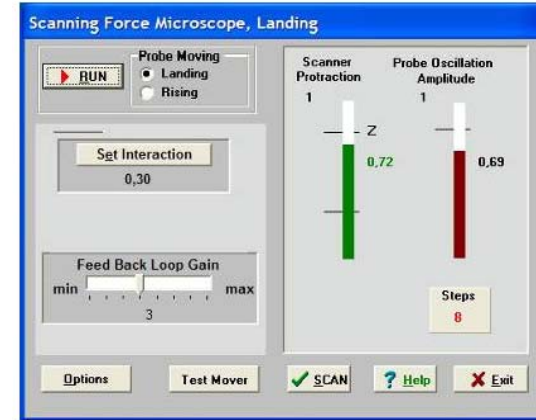 Scanning Force Microscope, Landing
RUN
Probe Moving
Landing
Rising
Set Interaction
0,30
Feed Back Loop Gain
min
max
3
Scanner
Protraction
1
Z
0,72
Probe Oscillation
Amplitude
1
0,69
Steps
8
Options
Test Mover
SCAN
? Help
Exit